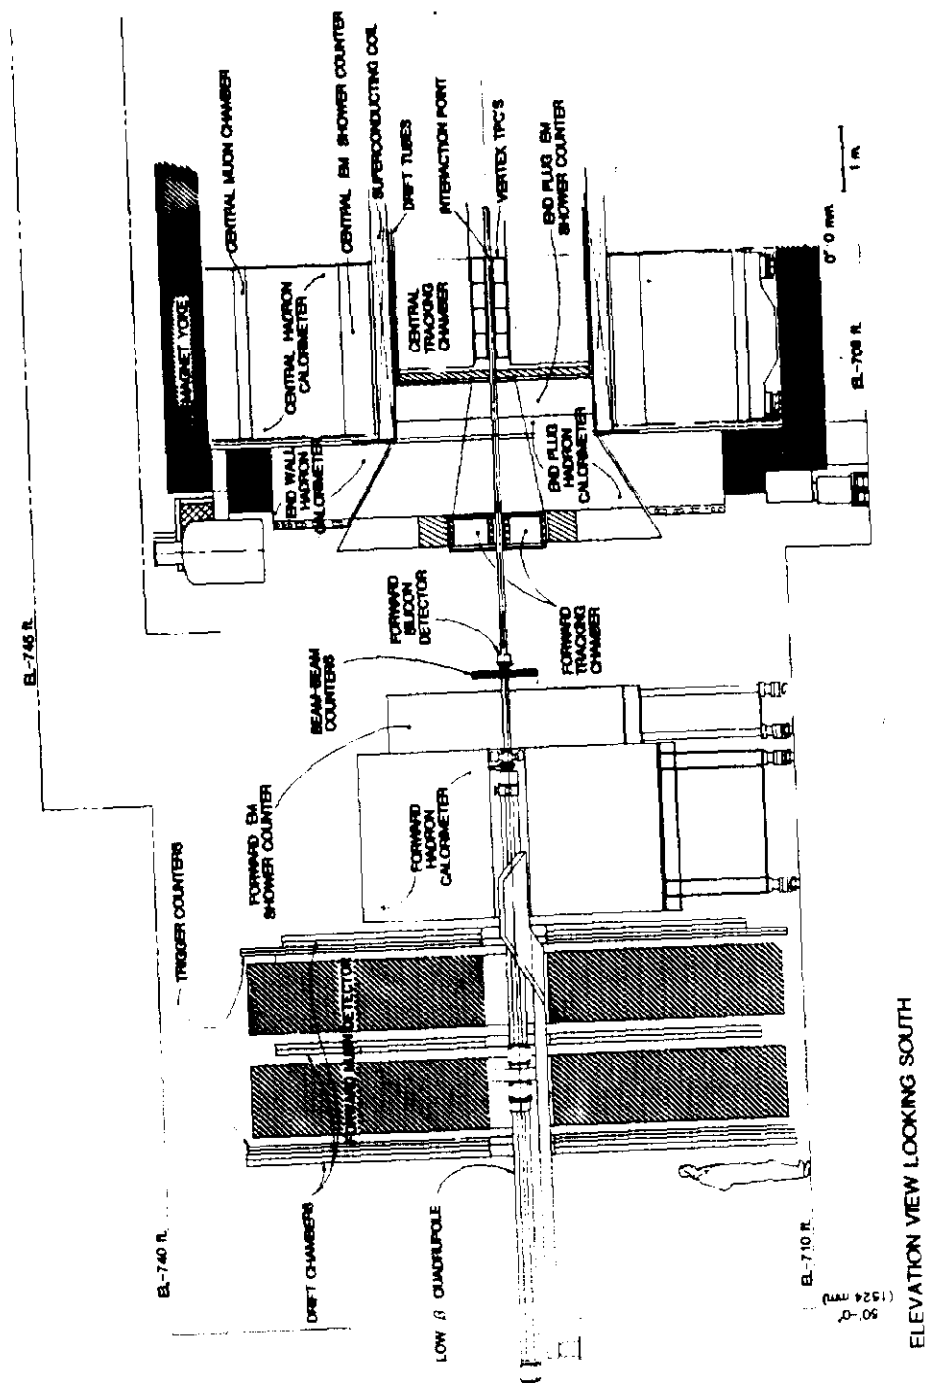 EL-745 ft.
EL-740 ft.
TRIGGER COUNTERS
FORWARD EM
SHOWER COUNTER
BEAM-BEAM
COUNTERS
FORWARD
SILICON
DETECTOR
MAGNET YOKE
CENTRAL MUON CHAMBER
CENTRAL HADRON
CALORIMETER
END WALL
HADRON
CALORIMETER
CENTRAL EM SHOWER COUNTER
SUPERCONDUCTING COIL
DRIFT TUBES
CENTRAL
TRACKING
CHAMBER
INTERACTION POINT
VERTEX TPC'S
END PLUG EM
SHOWER COUNTER
END PLUG
HADRON
CALORIMETER
FORWARD
TRACKING
CHAMBER
FORWARD
HADRON
CALORIMETER
FORWARD MUON DETECTOR
DRIFT CHAMBERS
LOW β QUADRUPOLE
EL-710 ft.
EL-708 ft.
0" 0 mm
1 m
50'-0"
ELEVATION VIEW LOOKING SOUTH